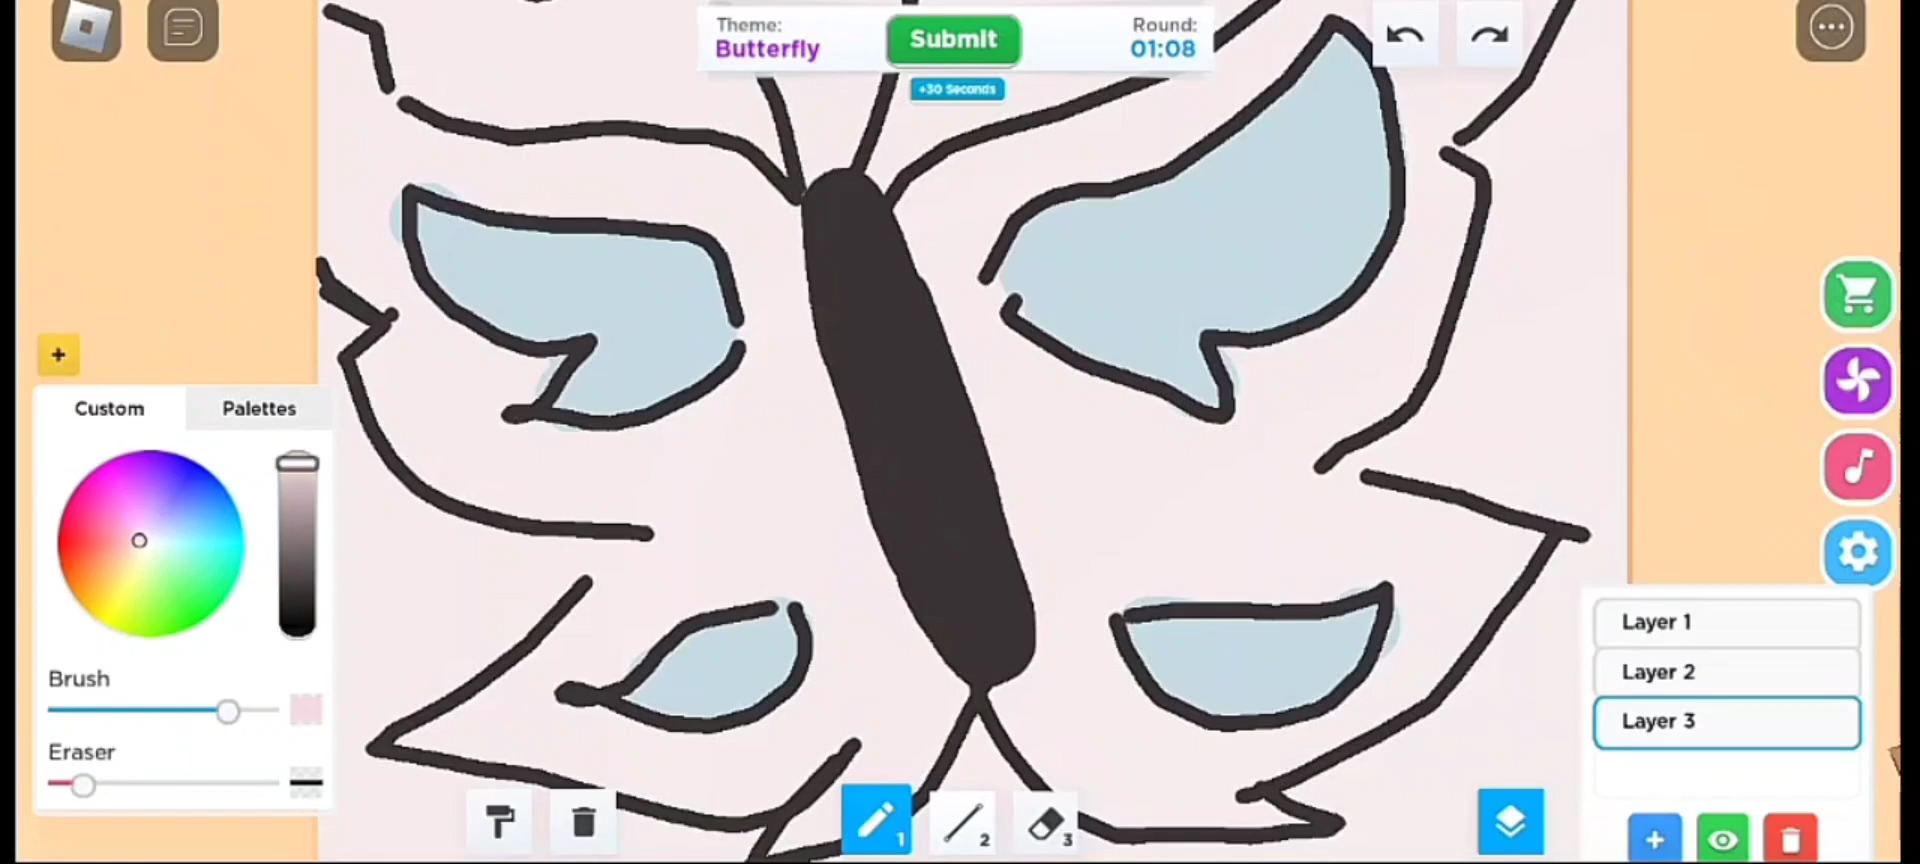 Theme:
Butterfly
Submit
Round:
01:08
+30 Seconds
+
Custom
Palettes
Brush
Eraser
1
2
3
Layer 1
Layer 2
Layer 3
+